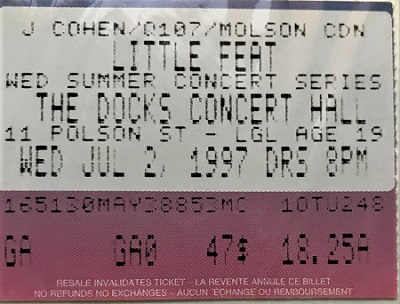 J COHEN/Q107/MOLSON CDN
LITTLE FEAT
WED SUMMER CONCERT SERIES
THE DOCKS CONCERT HALL
11 POLSON ST - LGL AGE 19
WED JUL 2, 1997 DRS 8PM
165130MAY38853MC 10TU248
GA GA0 47$ 18.25A
RESALE INVALIDATES TICKET - LA REVENTE ANNULE CE BILLET
NO REFUNDS NO EXCHANGES - AUCUN ÉCHANGE OU REMBOURSEMENT